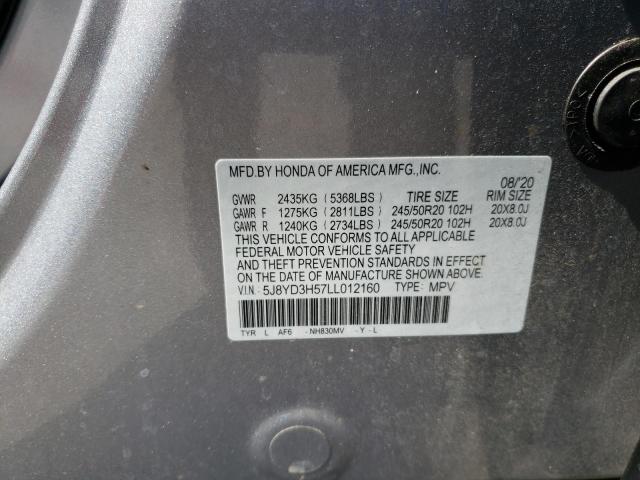 MFD.BY HONDA OF AMERICA MFG.,INC.
08/'20
GVWR 2435KG (5368LBS) TIRE SIZE RIM SIZE
GAWR F 1275KG (2811LBS) 245/50R20 102H 20X8.0J
GAWR R 1240KG (2734LBS) 245/50R20 102H 20X8.0J
THIS VEHICLE CONFORMS TO ALL APPLICABLE
FEDERAL MOTOR VEHICLE SAFETY
AND THEFT PREVENTION STANDARDS IN EFFECT
ON THE DATE OF MANUFACTURE SHOWN ABOVE.
V.I.N: 5J8YD3H57LL012160 TYPE: MPV
TYR L AF6 -NH830MV -Y -L